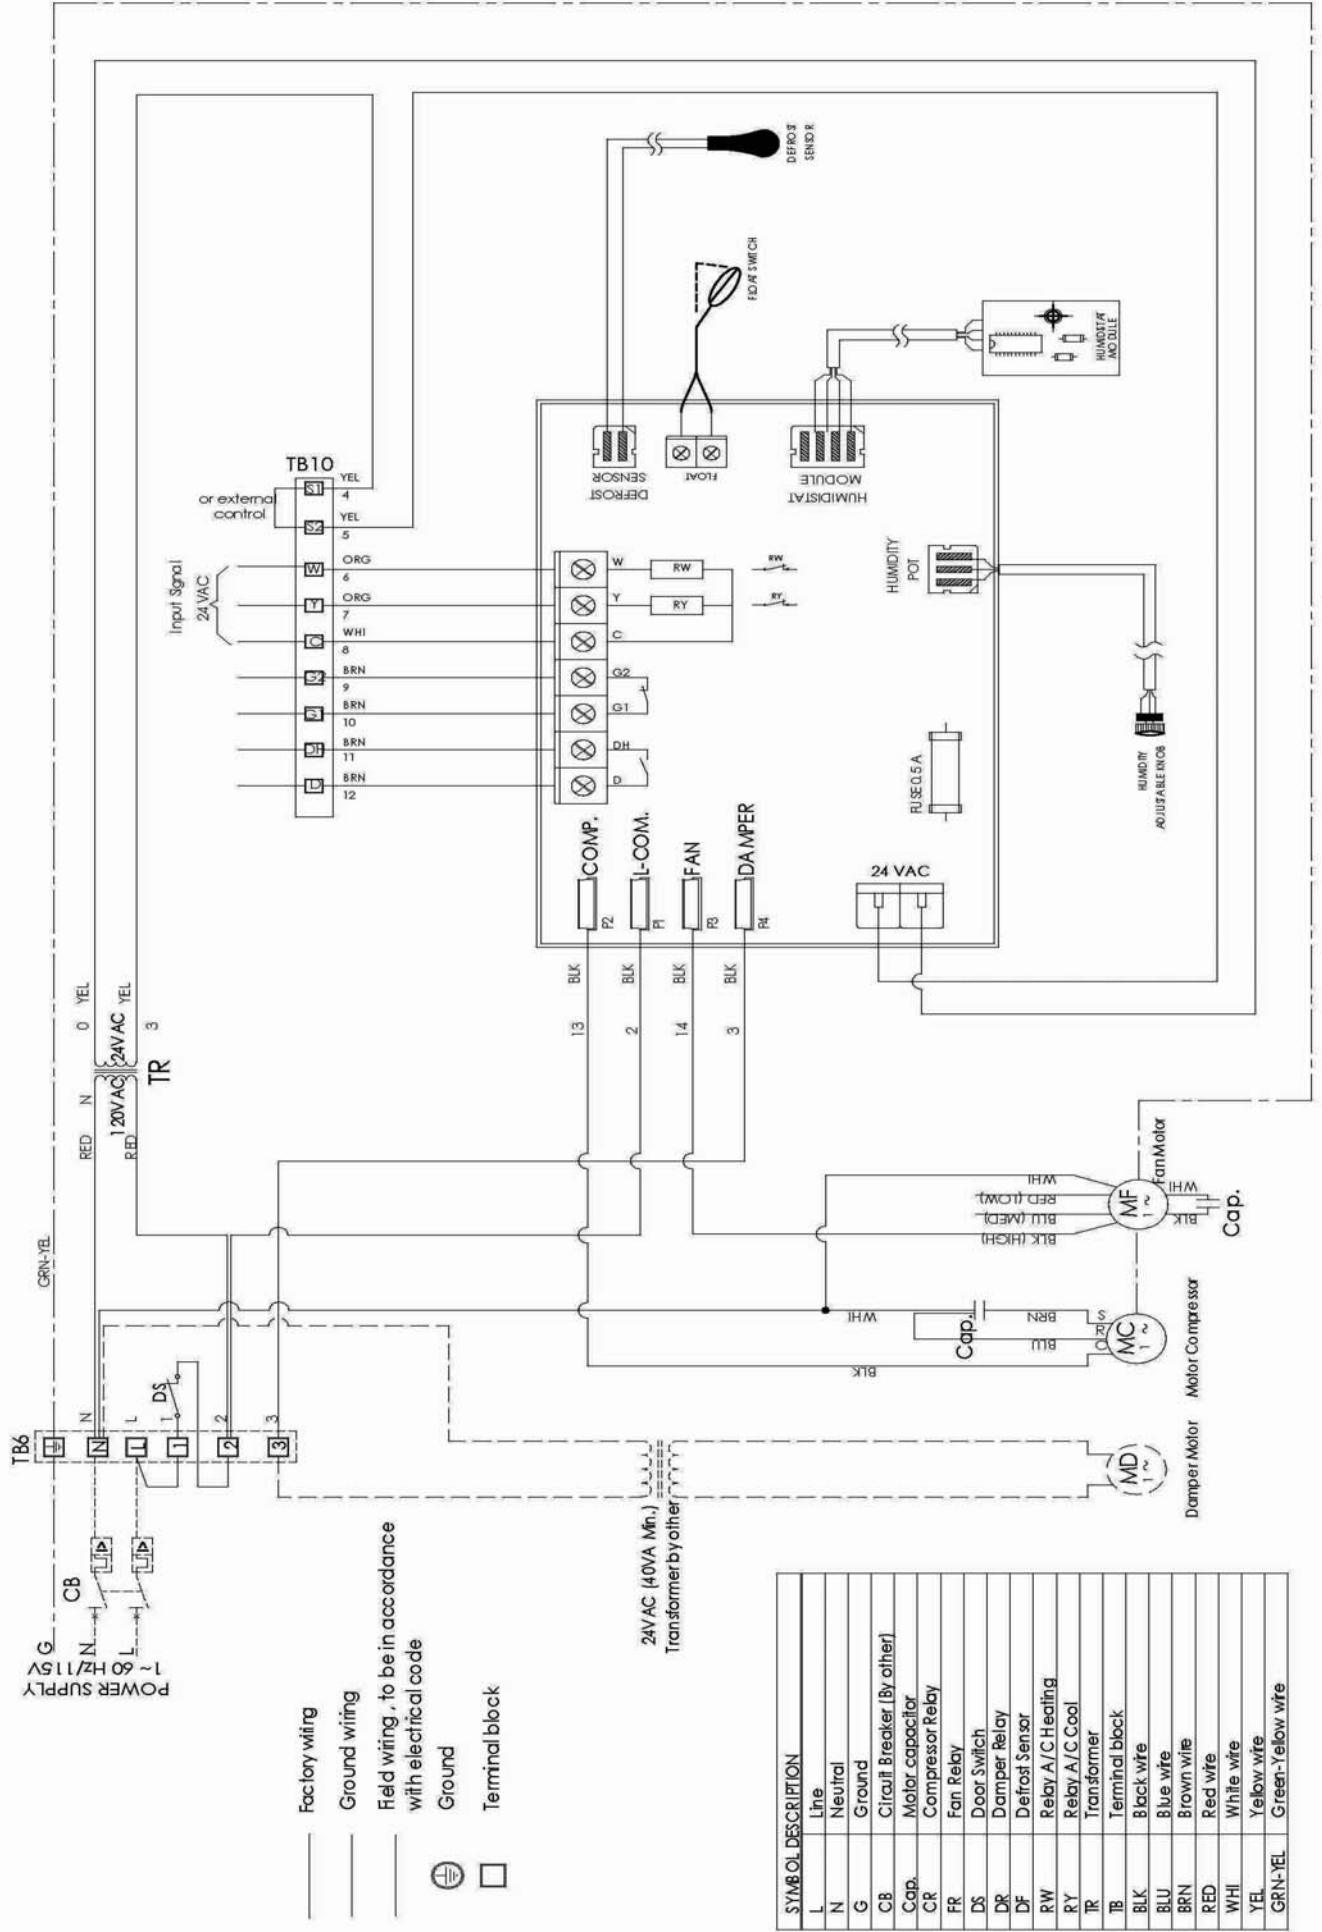 GRN-YEL
RED N
0 YEL
120VAC 24VAC
RED
YEL
3
TR
TB6
N
L
1
2
3
N
L
1
2
3
DS
CB
G
N
L
POWER SUPPLY
1~ 60 Hz/115V
or external
control
TB10
Input Signal
24 VAC
S1
YEL
4
S2
YEL
5
W
ORG
6
Y
ORG
7
C
WHI
8
G2
BRN
9
G1
BRN
10
DH
BRN
11
D
BRN
12
W
RW
RW
Y
RY
RY
C
G2
G1
DH
D
DEFROST
SENSOR
FLOAT
HUMIDISTAT
MODULE
DEFROST
SENSOR
FLOAT SWITCH
HUMIDISTAT
MODULE
HUMIDITY
POT
HUMIDITY
ADJUSTABLE KNOB
FUSE 0.5 A
24 VAC
COMP.
P2
L-COM.
P1
FAN
P3
DAMPER
P4
13 BLK
2 BLK
14 BLK
3 BLK
WHI
RED (LOW)
BLU (MED)
BLK (HIGH)
MF
1~
Fan Motor
WHI
BLK
Cap.
WHI
Cap.
BRN
BLU
BLK
S
R
C
MC
1~
Motor Compressor
MD
1~
Damper Motor
24VAC (40VA Min.)
Transformer by other
Factory wiring
Ground wiring
Field wiring, to be in accordance
with electrical code
Ground
Terminal block
SYMBOL DESCRIPTION
L Line
N Neutral
G Ground
CB Circuit Breaker (By other)
Cap. Motor capacitor
CR Compressor Relay
FR Fan Relay
DS Door Switch
DR Damper Relay
DF Defrost Sensor
RW Relay A/C Heating
RY Relay A/C Cool
TR Transformer
TB Terminal block
BLK Black wire
BLU Blue wire
BRN Brown wire
RED Red wire
WHI White wire
YEL Yellow wire
GRN-YEL Green-Yellow wire